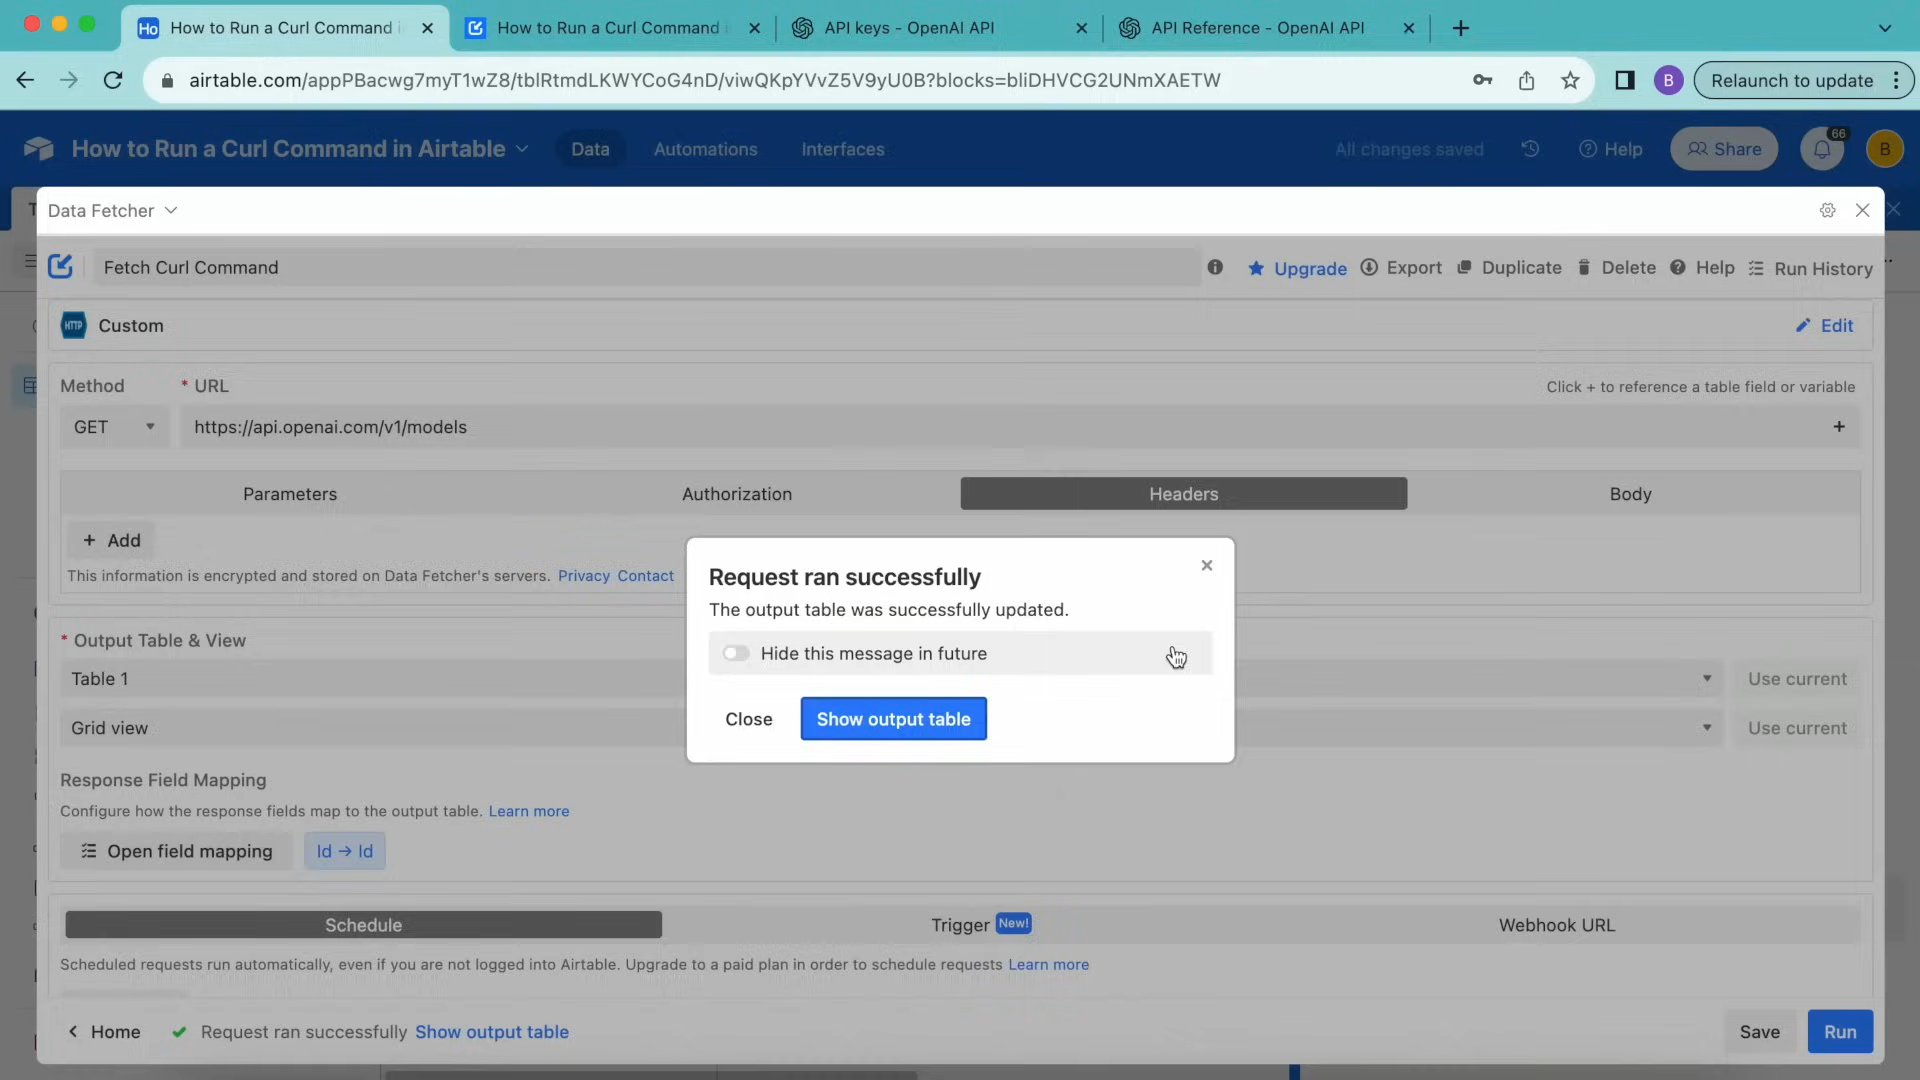 Ho How to Run a Curl Command i
How to Run a Curl Command i
API keys - OpenAI API
API Reference - OpenAI API
airtable.com/appPBacwg7myT1wZ8/tblRtmdLKWYCoG4nD/viwQKpYVvZ5V9yU0B?blocks=bliDHVCG2UNmXAETW
B
Relaunch to update
How to Run a Curl Command in Airtable
Data
Automations
Interfaces
All changes saved
Help
Share
66
B
Data Fetcher
Fetch Curl Command
Upgrade
Export
Duplicate
Delete
Help
Run History
HTTP Custom
Edit
Method
* URL
Click + to reference a table field or variable
GET
https://api.openai.com/v1/models
+
Parameters
Authorization
Headers
Body
+ Add
This information is encrypted and stored on Data Fetcher's servers. Privacy Contact
Request ran successfully
The output table was successfully updated.
Hide this message in future
Close
Show output table
* Output Table & View
Table 1
Use current
Grid view
Use current
Response Field Mapping
Configure how the response fields map to the output table. Learn more
Open field mapping
Id → Id
Schedule
Trigger New!
Webhook URL
Scheduled requests run automatically, even if you are not logged into Airtable. Upgrade to a paid plan in order to schedule requests Learn more
Home
Request ran successfully Show output table
Save
Run